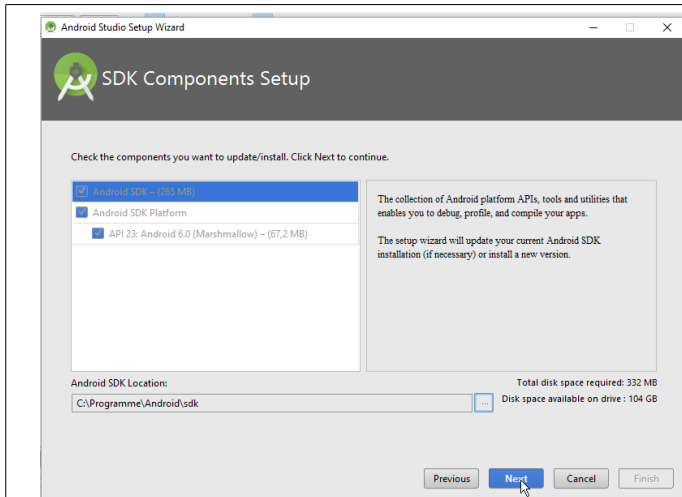 Android Studio Setup Wizard
SDK Components Setup
Check the components you want to update/install. Click Next to continue.
Android SDK – (265 MB)
Android SDK Platform
API 23: Android 6.0 (Marshmallow) – (67,2 MB)
The collection of Android platform APIs, tools and utilities that
enables you to debug, profile, and compile your apps.
The setup wizard will update your current Android SDK
installation (if necessary) or install a new version.
Android SDK Location:
Total disk space required: 332 MB
C:\Programme\Android\sdk
...
Disk space available on drive : 104 GB
Previous
Next
Cancel
Finish